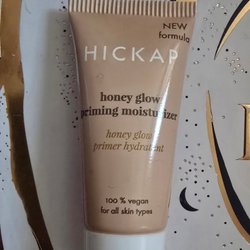 NEW
formula
HICKAP
honey glow
priming moisturizer
honey glow
primer hydratant
100 % vegan
for all skin types